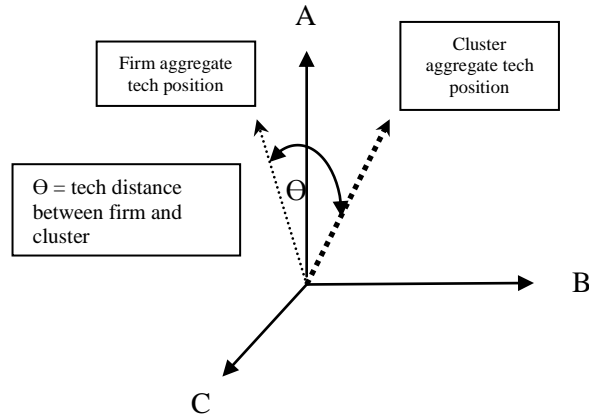 A
Firm aggregate
tech position
Cluster
aggregate tech
position
Ө = tech distance
between firm and
cluster
Ө
B
C